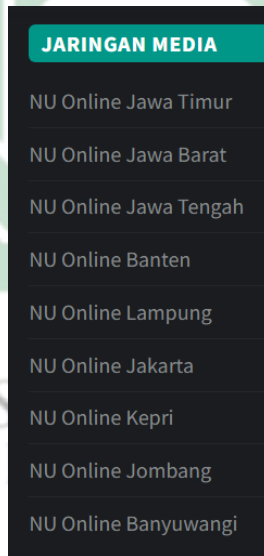 JARINGAN MEDIA
NU Online Jawa Timur
NU Online Jawa Barat
NU Online Jawa Tengah
NU Online Banten
NU Online Lampung
NU Online Jakarta
NU Online Kepri
NU Online Jombang
NU Online Banyuwangi